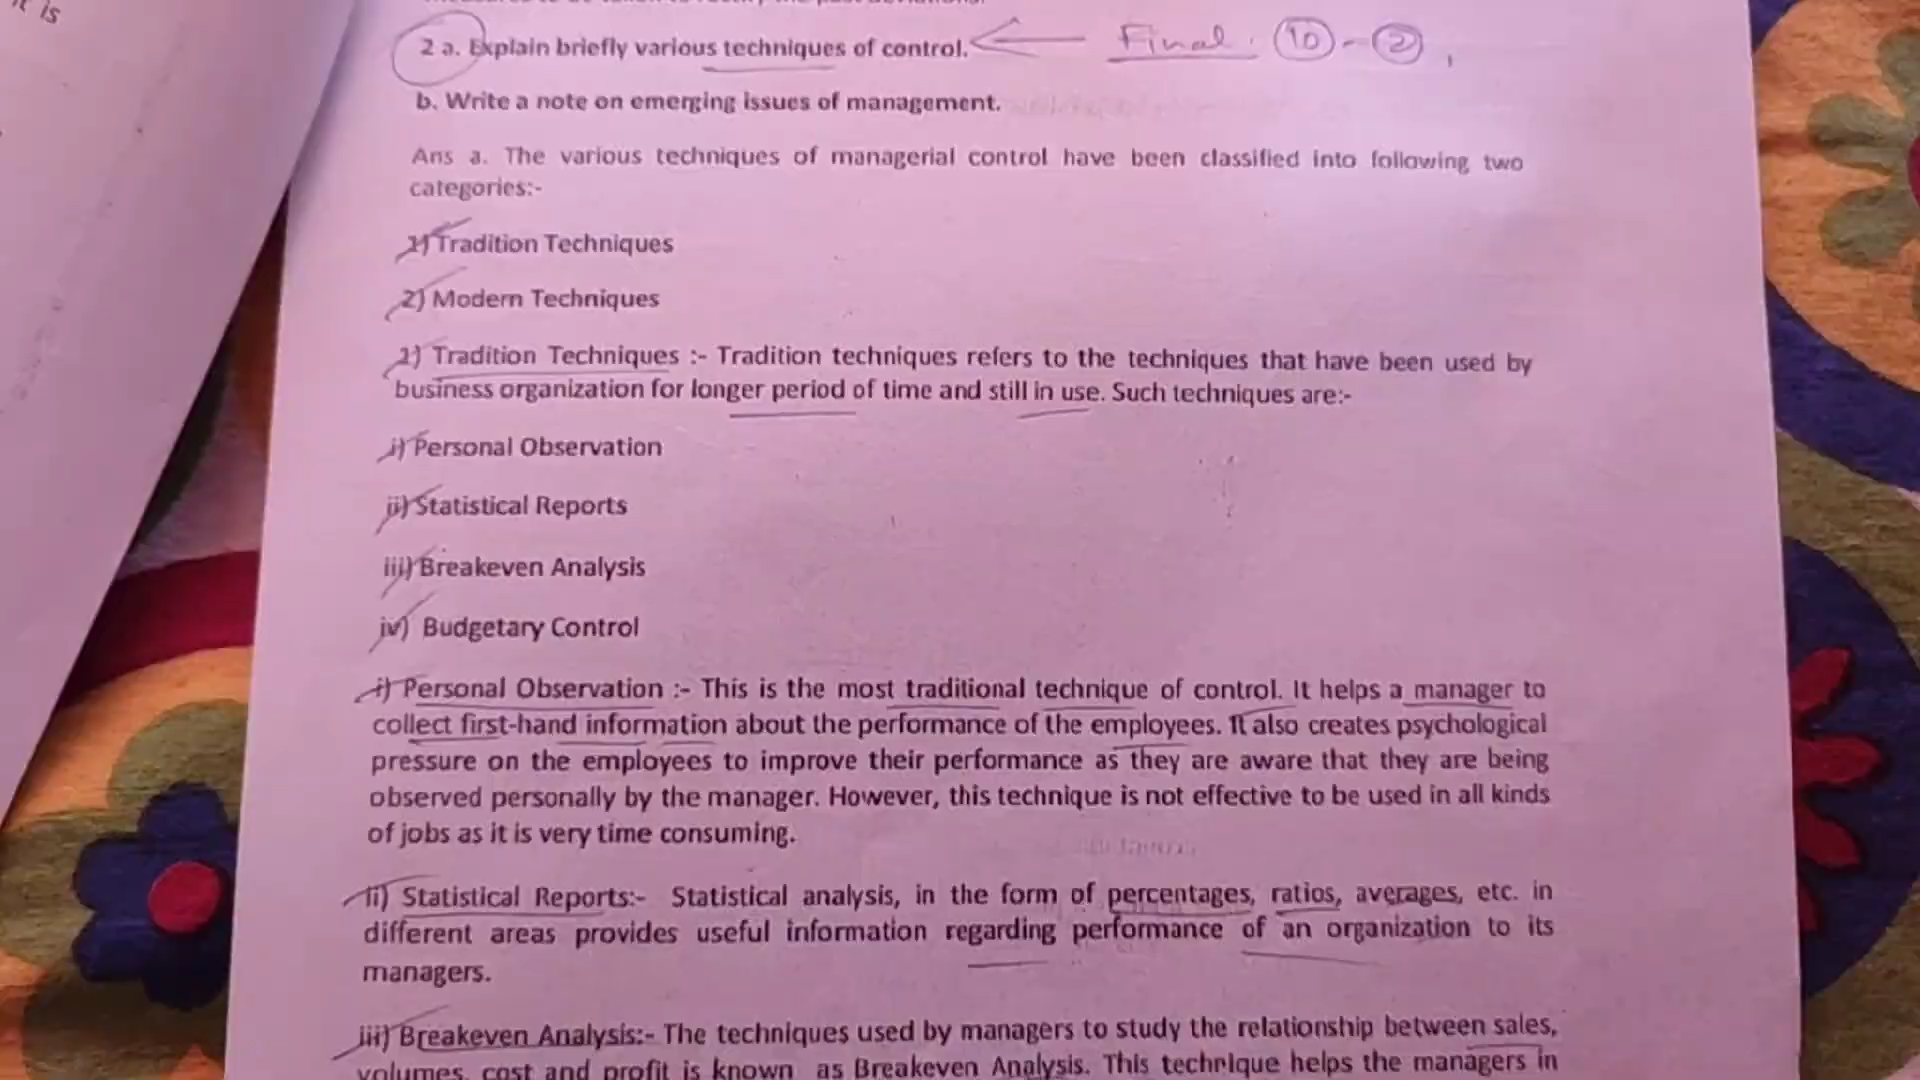 is
2 a. Explain briefly various techniques of control. Final. 10 - 2,
b. Write a note on emerging issues of management.
Ans a. The various techniques of managerial control have been classified into following two
categories:-
1) Tradition Techniques
2) Modern Techniques
1) Tradition Techniques :- Tradition techniques refers to the techniques that have been used by
business organization for longer period of time and still in use. Such techniques are:-
i) Personal Observation
ii) Statistical Reports
iii) Breakeven Analysis
iv) Budgetary Control
i) Personal Observation :- This is the most traditional technique of control. It helps a manager to
collect first-hand information about the performance of the employees. It also creates psychological
pressure on the employees to improve their performance as they are aware that they are being
observed personally by the manager. However, this technique is not effective to be used in all kinds
of jobs as it is very time consuming.
ii) Statistical Reports:- Statistical analysis, in the form of percentages, ratios, averages, etc. in
different areas provides useful information regarding performance of an organization to its
managers.
iii) Breakeven Analysis:- The techniques used by managers to study the relationship between sales,
volumes, cost and profit is known as Breakeven Analysis. This technique helps the managers in